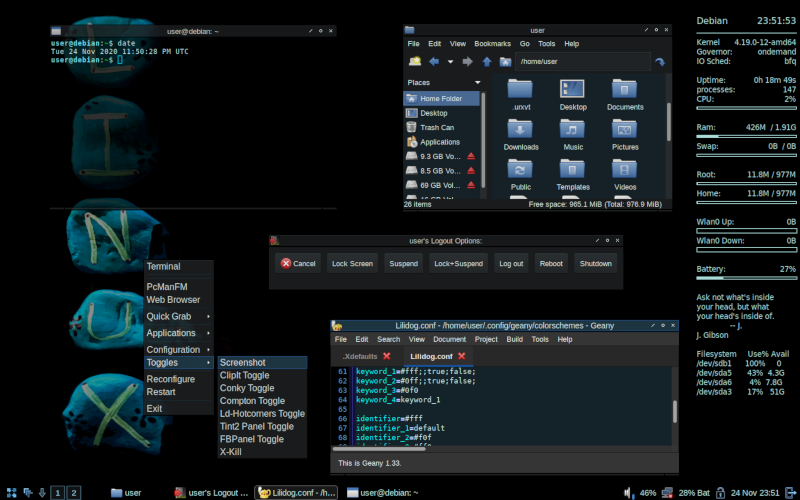 L
I
N
U
X
user@debian: ~
user@debian:~$ date
Tue 24 Nov 2020 11:50:28 PM UTC
user@debian:~$
user
File Edit View Bookmarks Go Tools Help
/home/user
Places
Home Folder
Desktop
Trash Can
Applications
9.3 GB Vo...
8.5 GB Vo...
69 GB Vol...
.urxvt Desktop Documents
Downloads Music Pictures
Public Templates Videos
26 items Free space: 965.1 MiB (Total: 976.9 MiB)
user's Logout Options:
Cancel Lock Screen Suspend Lock+Suspend Log out Reboot Shutdown
Terminal
PcManFM
Web Browser
Quick Grab
Applications
Configuration
Toggles
Reconfigure
Restart
Exit
Screenshot
ClipIt Toggle
Conky Toggle
Compton Toggle
Ld-Hotcorners Toggle
Tint2 Panel Toggle
FBPanel Toggle
X-Kill
Lilidog.conf - /home/user/.config/geany/colorschemes - Geany
File Edit Search View Document Project Build Tools Help
.Xdefaults Lilidog.conf
61 keyword_1=#fff;;true;false;
62 keyword_2=#0ff;;true;false;
63 keyword_3=#0f0
64 keyword_4=keyword_1
65
66 identifier=#fff
67 identifier_1=default
68 identifier_2=#f0f
This is Geany 1.33.
Debian 23:51:53
Kernel 4.19.0-12-amd64
Governor: ondemand
IO Sched: bfq
Uptime: 0h 18m 49s
processes: 147
CPU: 2%
Ram: 426M / 1.91G
Swap: 0B / 0B
Root: 11.8M / 977M
Home: 11.8M / 977M
Wlan0 Up: 0B
Wlan0 Down: 0B
Battery: 27%
Ask not what's inside
your head, but what
your head's inside of.
-- J.
J. Gibson
Filesystem Use% Avail
/dev/sdb1 100% 0
/dev/sda5 43% 4.3G
/dev/sda6 4% 7.8G
/dev/sda3 17% 51G
1 2 user user's Logout ... Lilidog.conf - /h... user@debian: ~ 46% 28% Bat 24 Nov 23:51